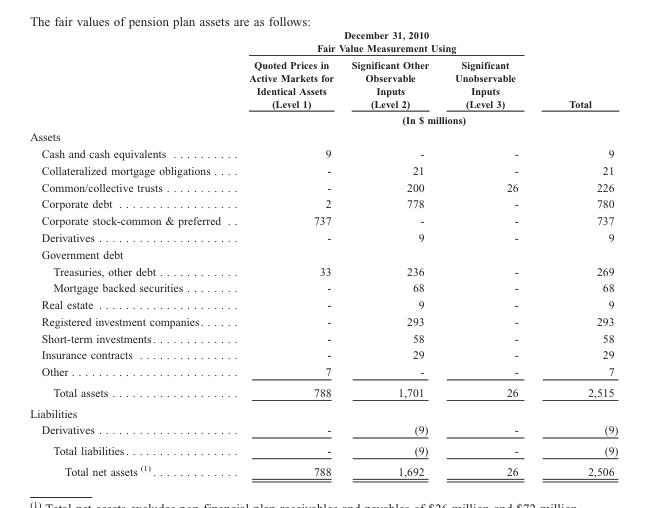 The fair values of pension plan assets are as follows:
December 31, 2010
Fair Value Measurement Using
Quoted Prices in Active Markets for Identical Assets (Level 1) Significant Other Observable Inputs (Level 2) Significant Unobservable Inputs (Level 3) Total
(In $ millions)
Assets
Cash and cash equivalents .......... 9 - - 9
Collateralized mortgage obligations .... - 21 - 21
Common/collective trusts ........... - 200 26 226
Corporate debt .................. 2 778 - 780
Corporate stock-common & preferred .. 737 - - 737
Derivatives ..................... - 9 - 9
Government debt
Treasuries, other debt ............ 33 236 - 269
Mortgage backed securities ........ - 68 - 68
Real estate ..................... - 9 - 9
Registered investment companies...... - 293 - 293
Short-term investments............. - 58 - 58
Insurance contracts ............... - 29 - 29
Other ......................... 7 - - 7
Total assets ................... 788 1,701 26 2,515
Liabilities
Derivatives ..................... - (9) - (9)
Total liabilities................. - (9) - (9)
Total net assets (1) ............. 788 1,692 26 2,506
(1) Total net assets excludes non-financial plan receivables and payables of $26 million and $72 million